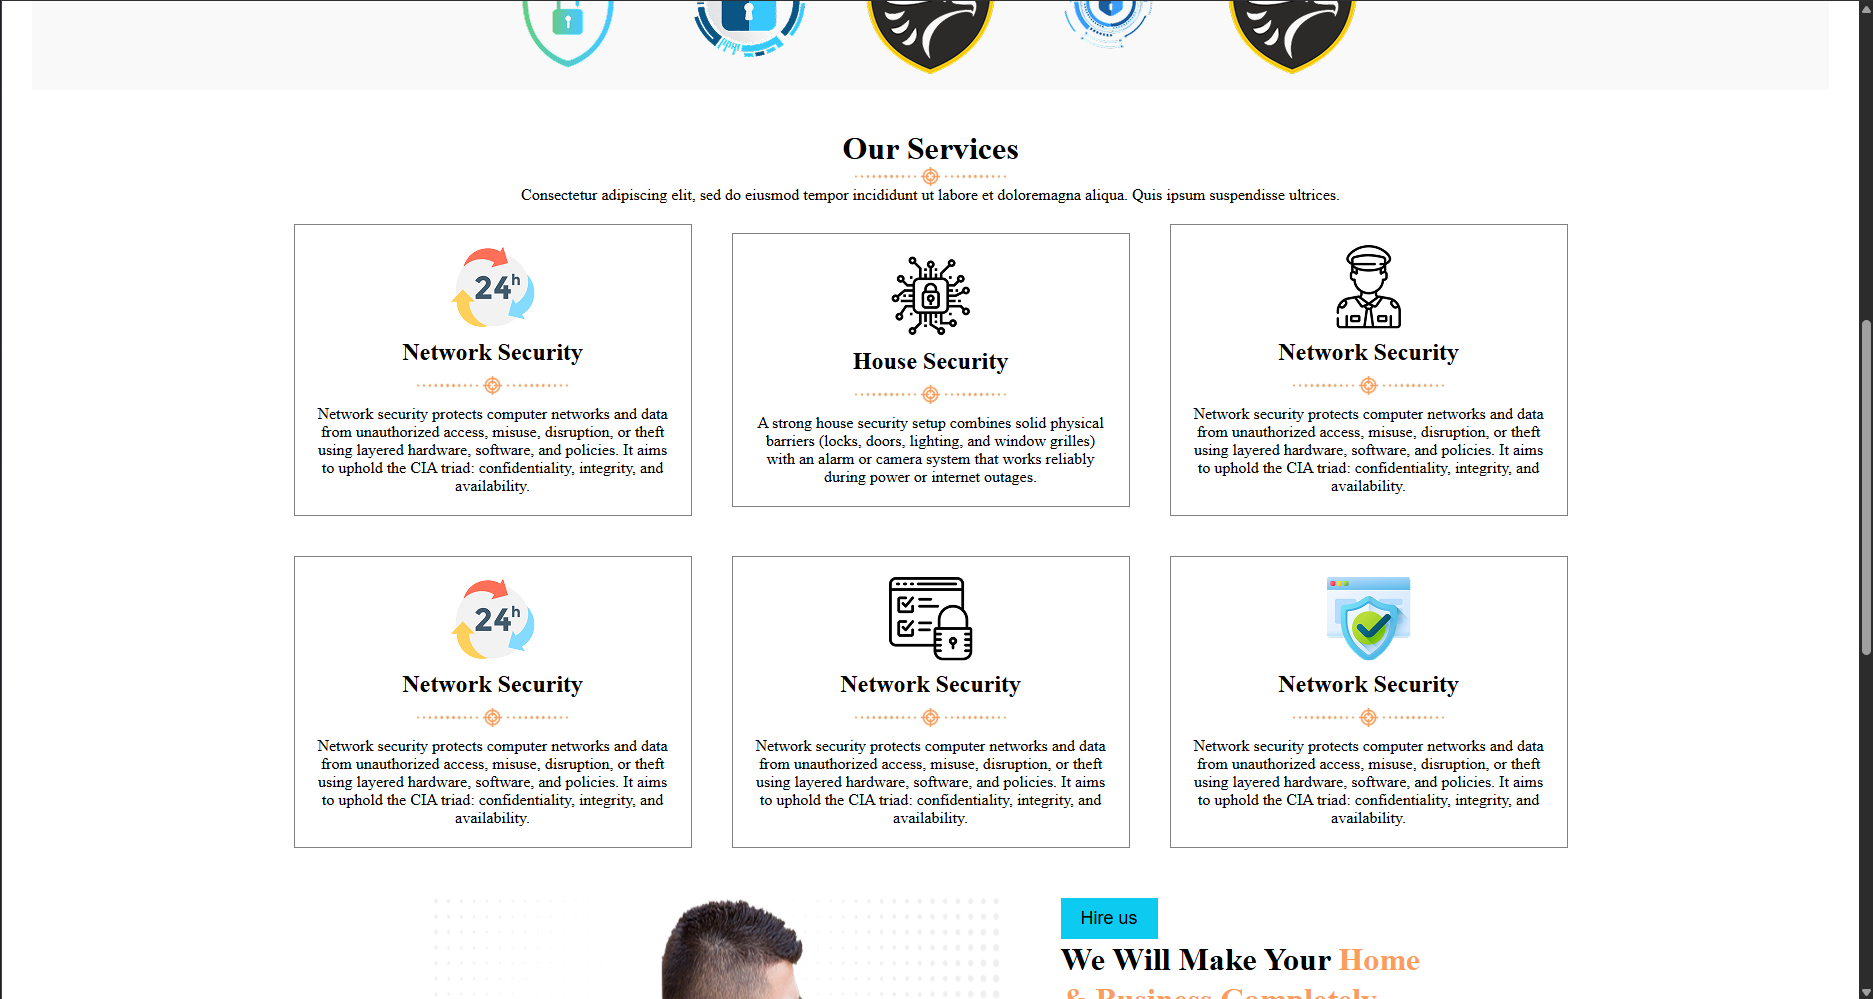 Our Services
Consectetur adipiscing elit, sed do eiusmod tempor incididunt ut labore et doloremagna aliqua. Quis ipsum suspendisse ultrices.
24h
Network Security
Network security protects computer networks and data
from unauthorized access, misuse, disruption, or theft
using layered hardware, software, and policies. It aims
to uphold the CIA triad: confidentiality, integrity, and
availability.
House Security
A strong house security setup combines solid physical
barriers (locks, doors, lighting, and window grilles)
with an alarm or camera system that works reliably
during power or internet outages.
Network Security
Network security protects computer networks and data
from unauthorized access, misuse, disruption, or theft
using layered hardware, software, and policies. It aims
to uphold the CIA triad: confidentiality, integrity, and
availability.
24h
Network Security
Network security protects computer networks and data
from unauthorized access, misuse, disruption, or theft
using layered hardware, software, and policies. It aims
to uphold the CIA triad: confidentiality, integrity, and
availability.
Network Security
Network security protects computer networks and data
from unauthorized access, misuse, disruption, or theft
using layered hardware, software, and policies. It aims
to uphold the CIA triad: confidentiality, integrity, and
availability.
Network Security
Network security protects computer networks and data
from unauthorized access, misuse, disruption, or theft
using layered hardware, software, and policies. It aims
to uphold the CIA triad: confidentiality, integrity, and
availability.
Hire us
We Will Make Your Home
& Business Completely